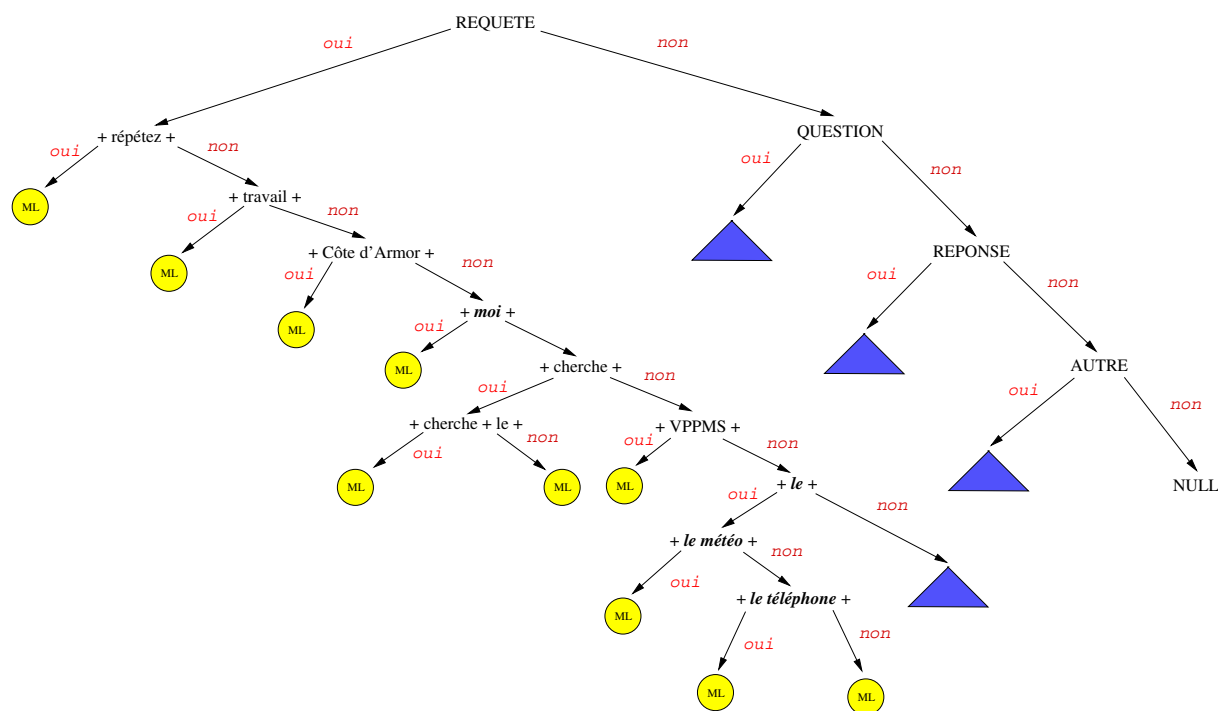 REQUETE
oui
non
+ répétez +
QUESTION
oui
non
oui
non
ML
+ travail +
oui
non
ML
+ Côte d'Armor +
REPONSE
oui
non
oui
non
ML
+ moi +
oui
ML
+ cherche +
AUTRE
oui
non
oui
non
+ cherche + le +
+ VPPMS +
oui
non
oui
non
ML
ML
ML
+ le +
NULL
oui
non
+ le météo +
oui
non
ML
+ le téléphone +
oui
non
ML
ML